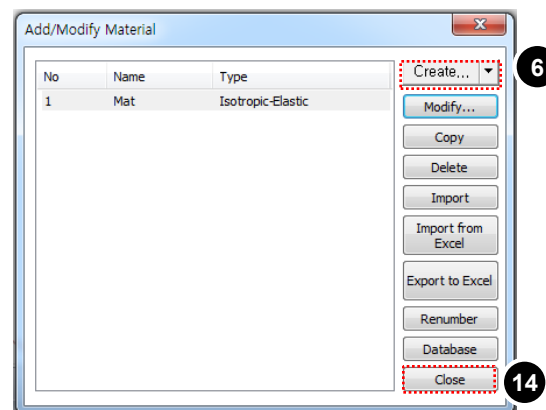 Add/Modify Material
No Name Type
1 Mat Isotropic-Elastic
Create...
6
Modify...
Copy
Delete
Import
Import from
Excel
Export to Excel
Renumber
Database
Close
14